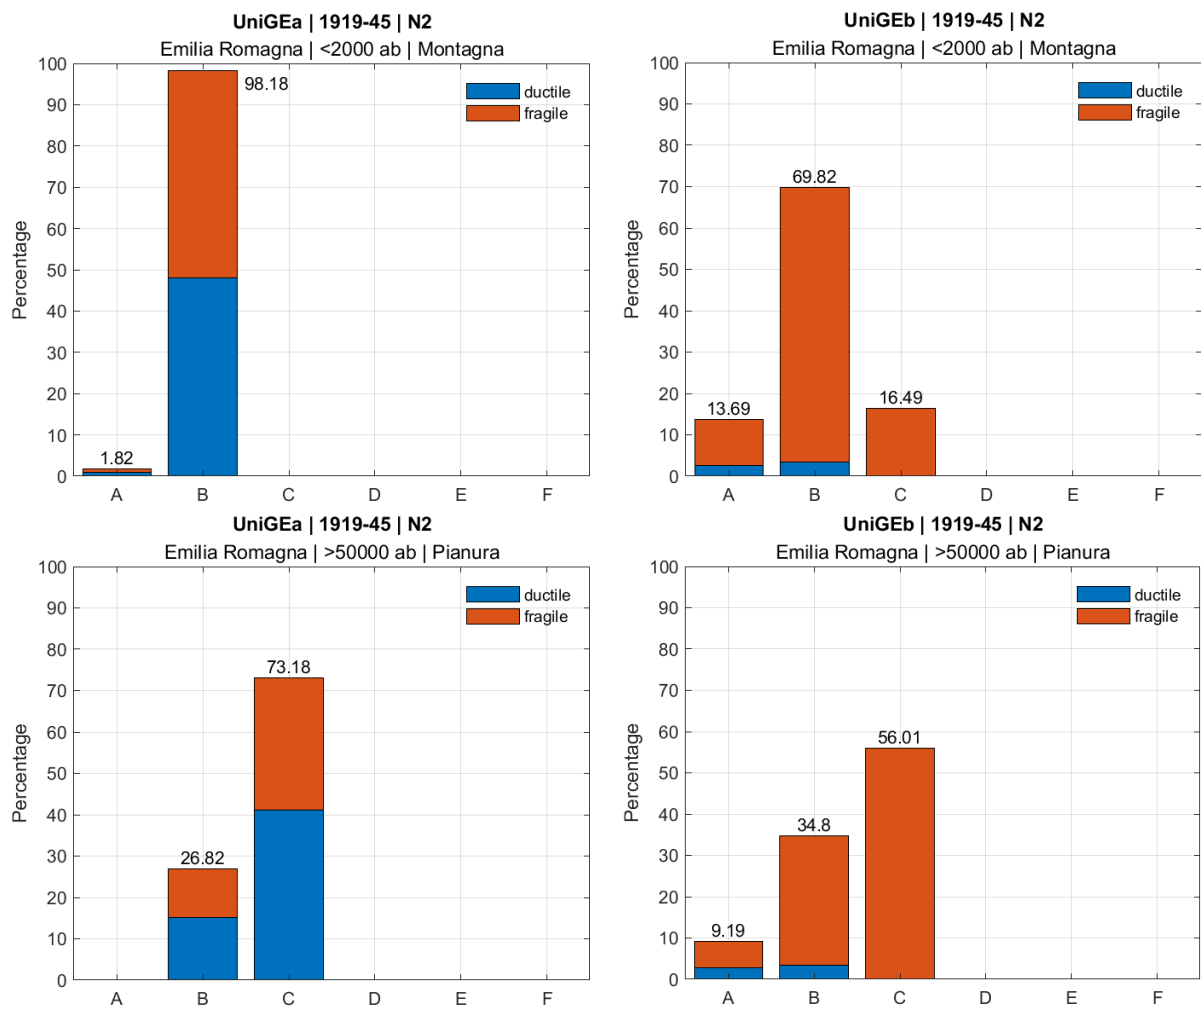 UniGEa | 1919-45 | N2
Emilia Romagna | <2000 ab | Montagna
100
90
80
70
60
50
40
30
20
10
0
Percentage
98.18
1.82
ductile
fragile
A B C D E F
UniGEb | 1919-45 | N2
Emilia Romagna | <2000 ab | Montagna
100
90
80
70
60
50
40
30
20
10
0
Percentage
69.82
13.69
16.49
ductile
fragile
A B C D E F
UniGEa | 1919-45 | N2
Emilia Romagna | >50000 ab | Pianura
100
90
80
70
60
50
40
30
20
10
0
Percentage
73.18
26.82
ductile
fragile
A B C D E F
UniGEb | 1919-45 | N2
Emilia Romagna | >50000 ab | Pianura
100
90
80
70
60
50
40
30
20
10
0
Percentage
56.01
34.8
9.19
ductile
fragile
A B C D E F